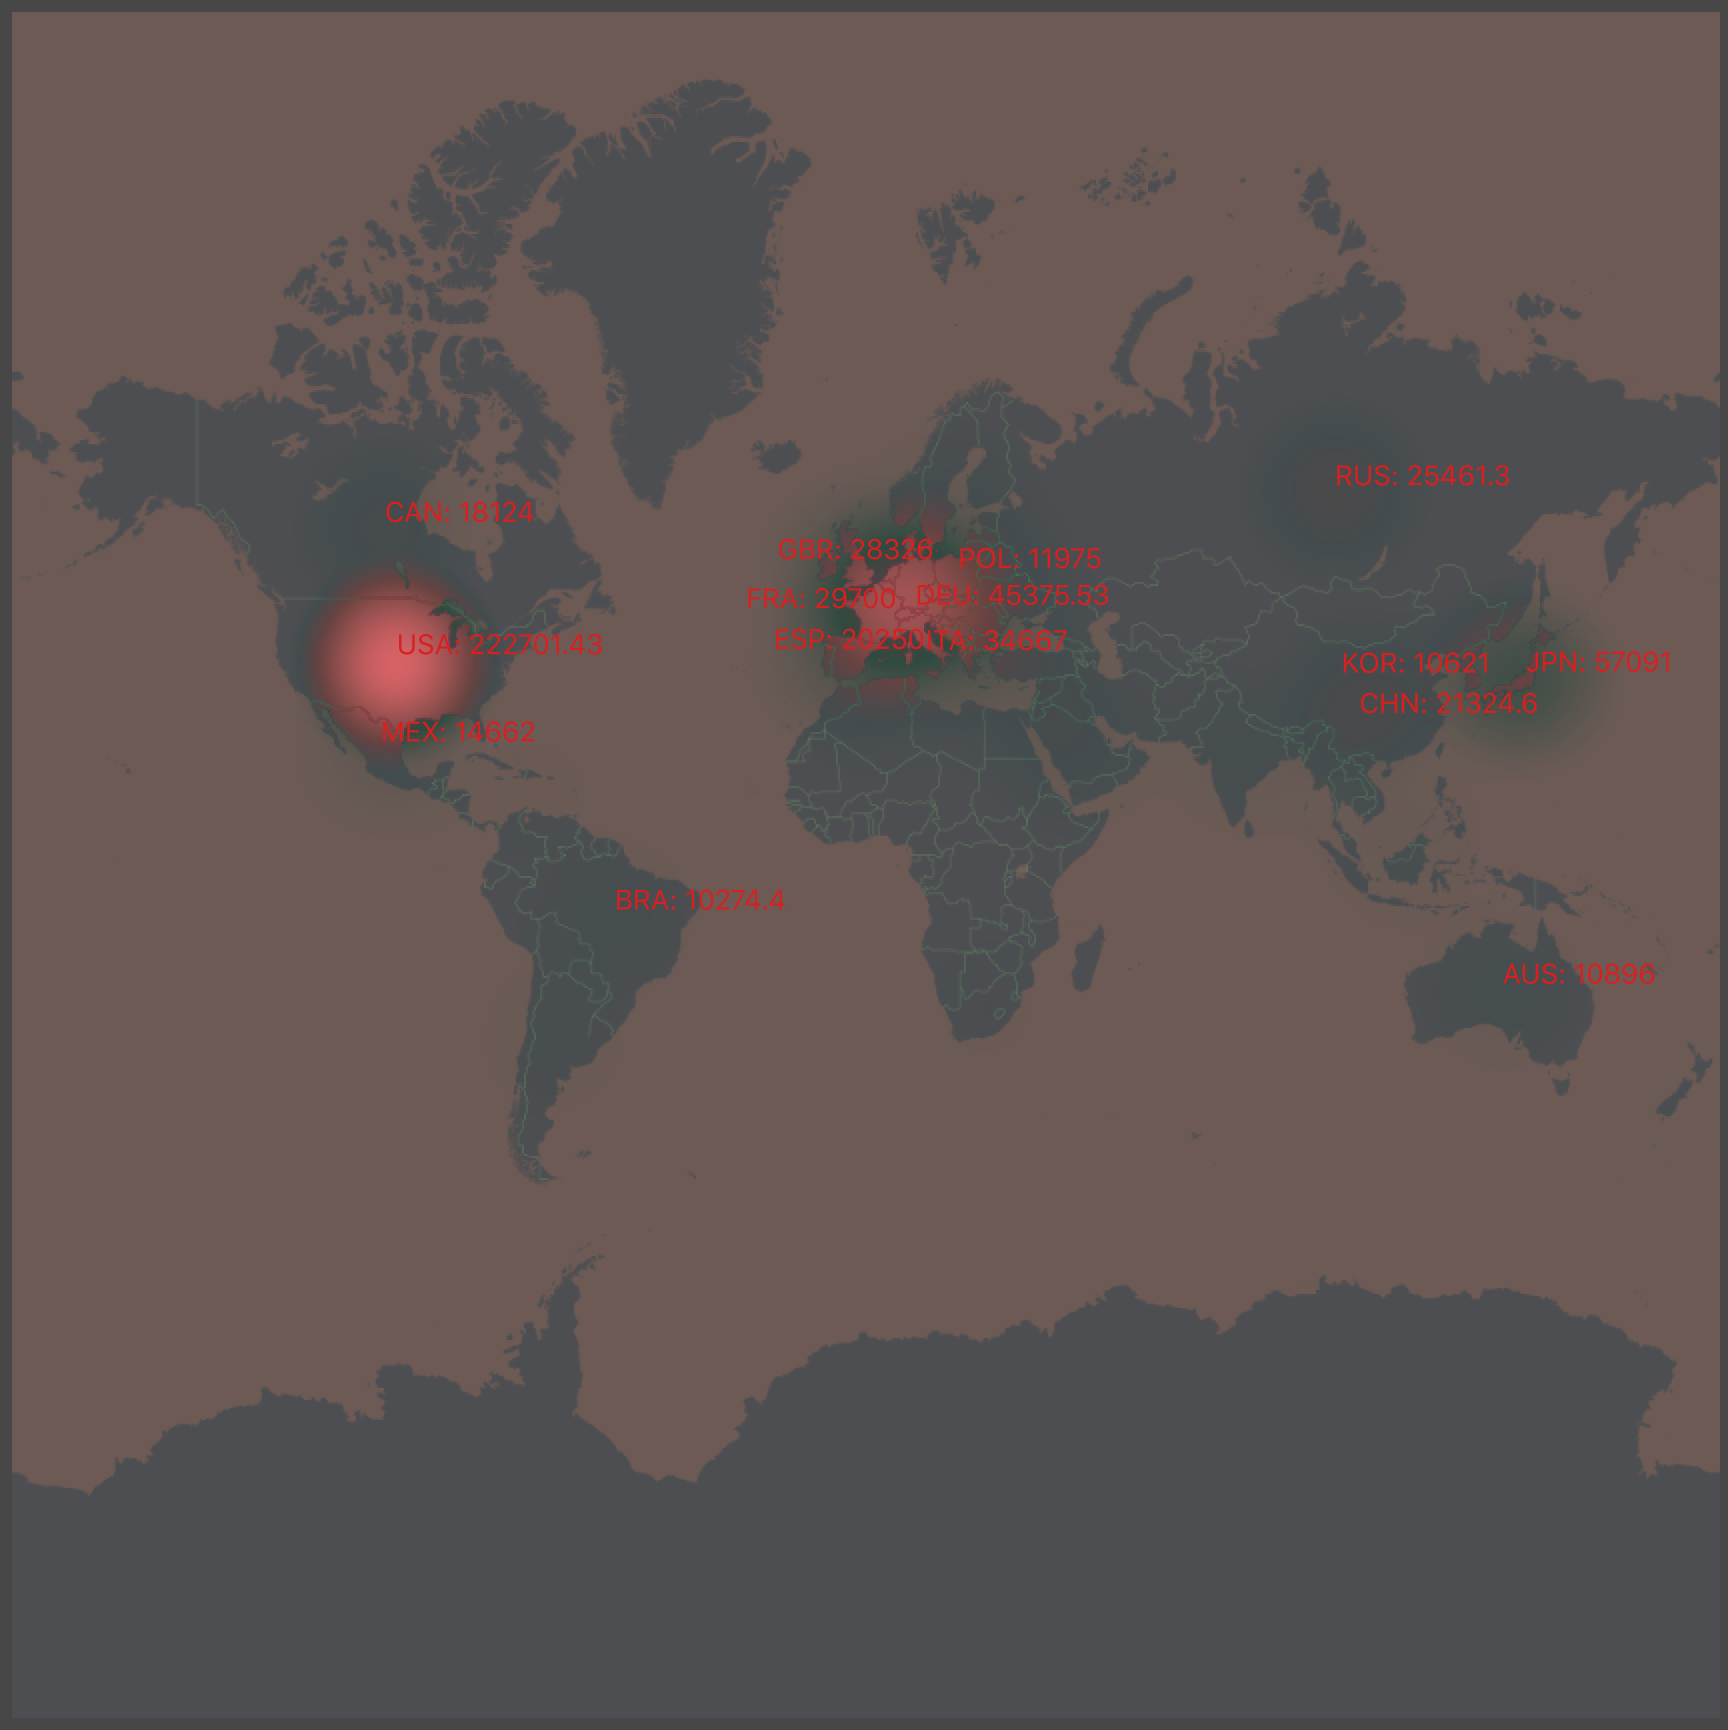 RUS: 25461.3
CAN: 18124
GBR: 28326
POL: 11975
FRA: 29700
DEU: 45375.53
USA: 222701.43
ESP: 20250
ITA: 34667
KOR: 10621
JPN: 57091
CHN: 21324.6
MEX: 14662
BRA: 10274.4
AUS: 10896